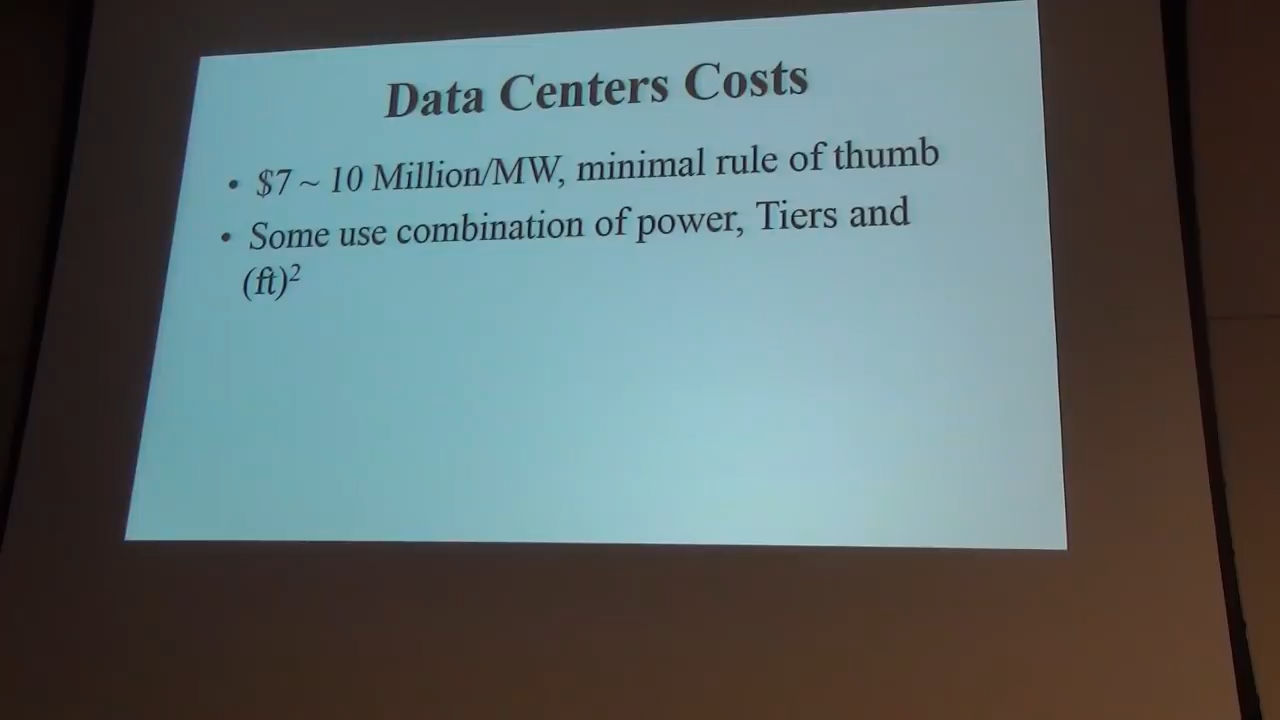 Data Centers Costs
• $7 ~ 10 Million/MW, minimal rule of thumb
• Some use combination of power, Tiers and
(ft)²